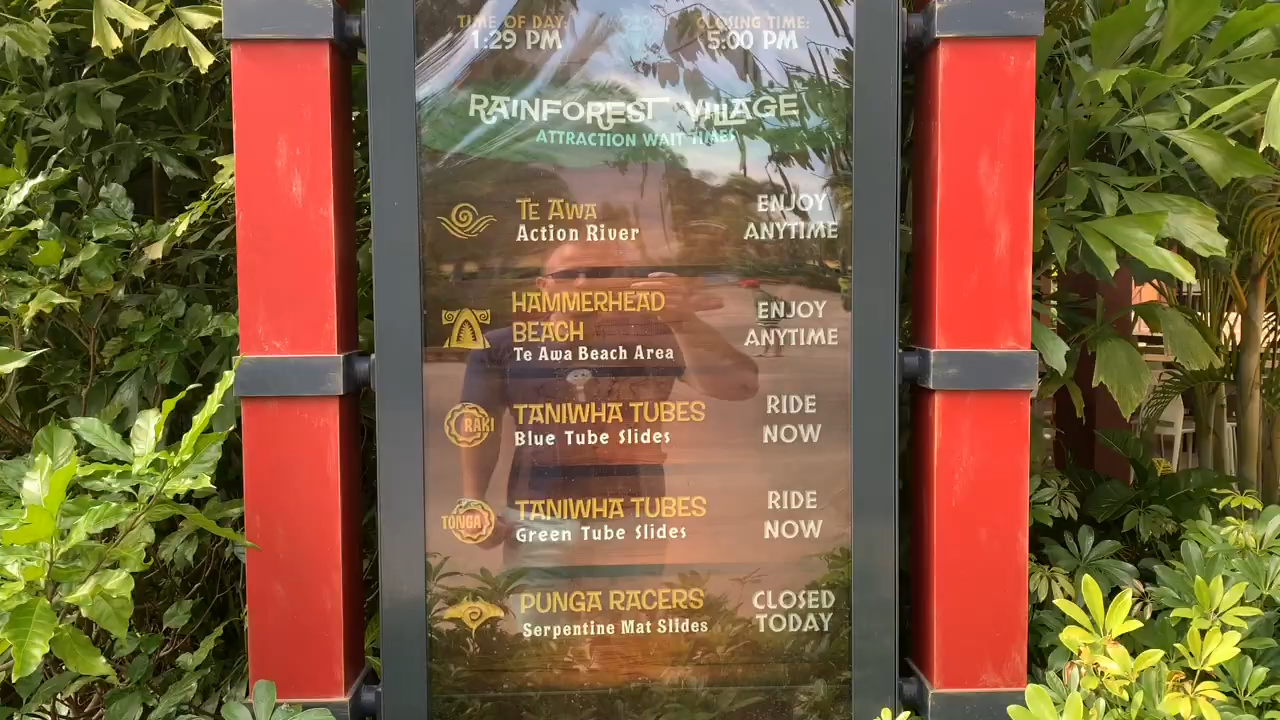 TIME OF DAY:
1:29 PM
CLOSING TIME:
5:00 PM
RAINFOREST VILLAGE
ATTRACTION WAIT TIMES
TE AWA
Action River
ENJOY
ANYTIME
HAMMERHEAD
BEACH
Te Awa Beach Area
ENJOY
ANYTIME
RAKI
TANIWHA TUBES
Blue Tube Slides
RIDE
NOW
TONGA
TANIWHA TUBES
Green Tube Slides
RIDE
NOW
PUNGA RACERS
Serpentine Mat Slides
CLOSED
TODAY